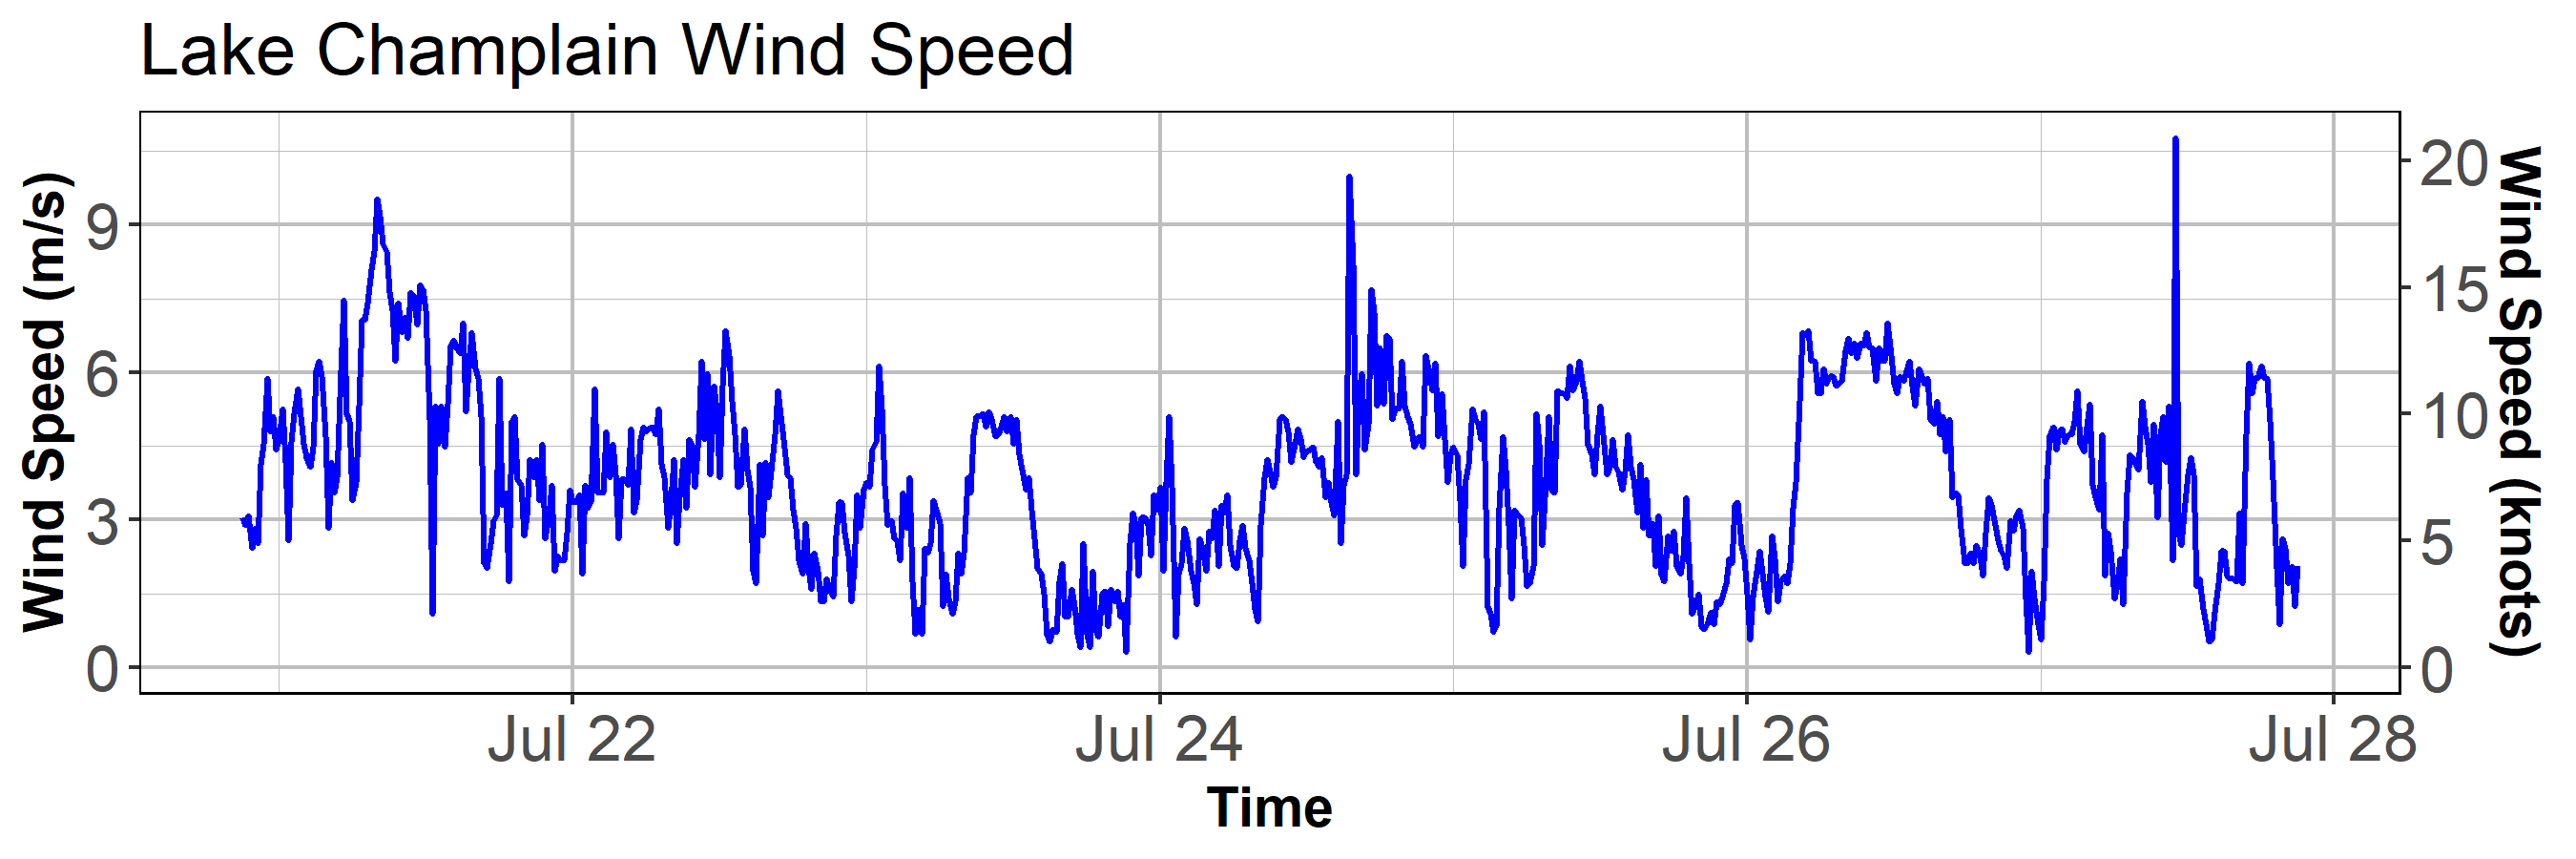 Lake Champlain Wind Speed
Wind Speed (m/s)
9
6
3
0
20
15
10
5
0
Wind Speed (knots)
Jul 22 Jul 24 Jul 26 Jul 28
Time